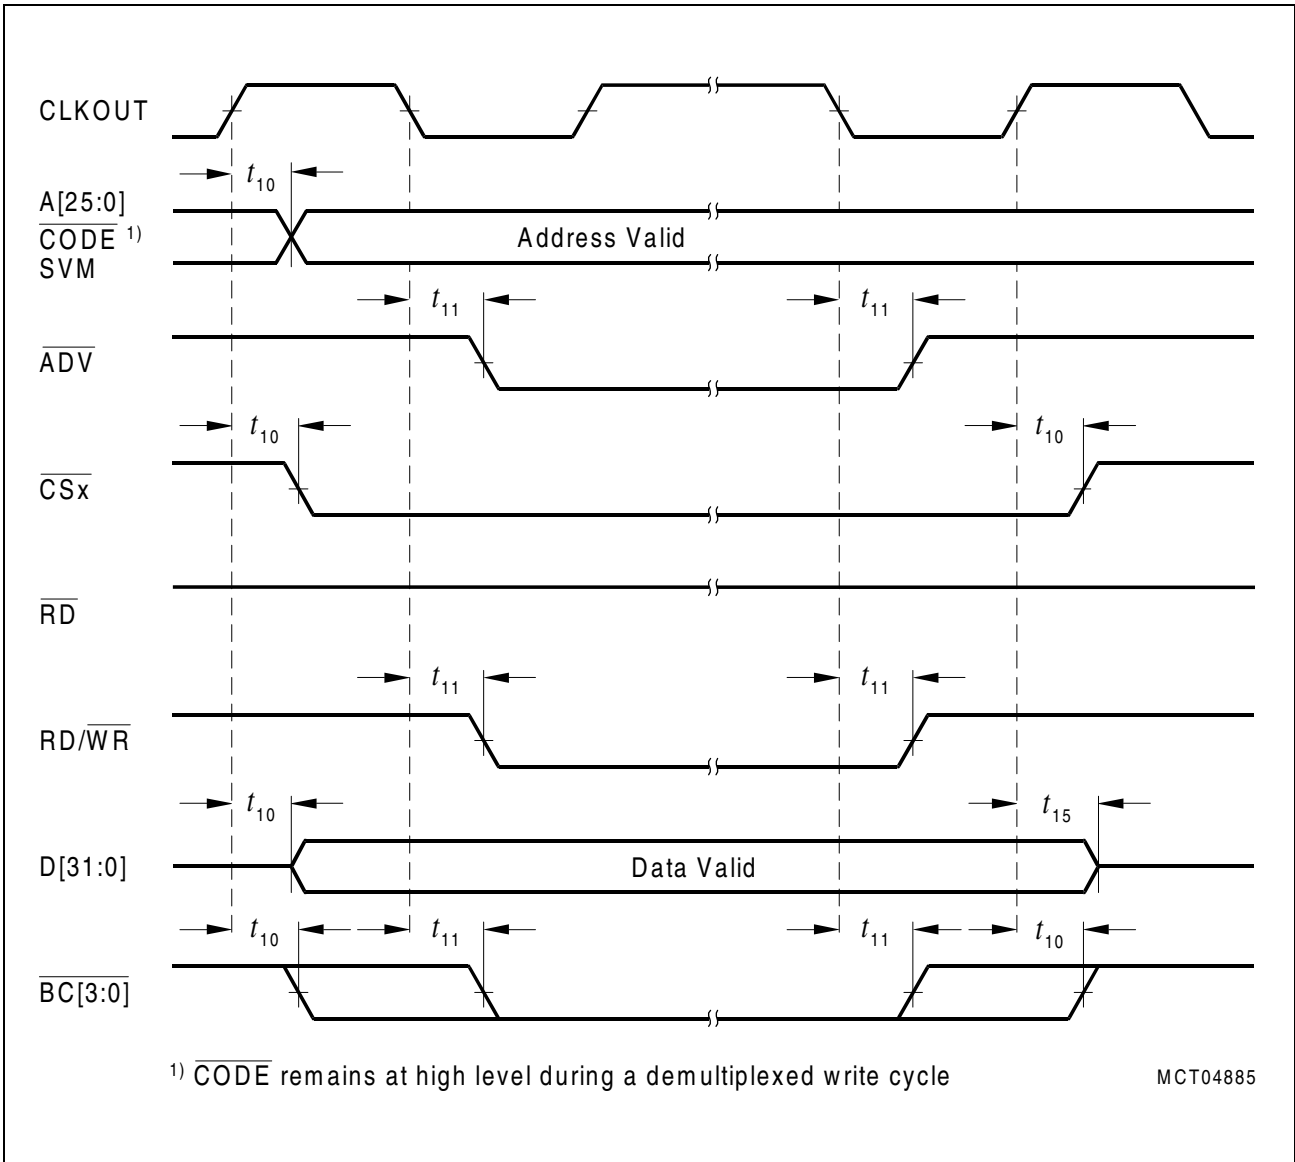 CLKOUT
t10
A[25:0]
CODE 1)
SVM
Address Valid
t11 t11
ADV
t10 t10
CSx
RD
t11 t11
RD/WR
t10 t15
D[31:0]
Data Valid
t10 t11 t11 t10
BC[3:0]
1) CODE remains at high level during a demultiplexed write cycle
MCT04885